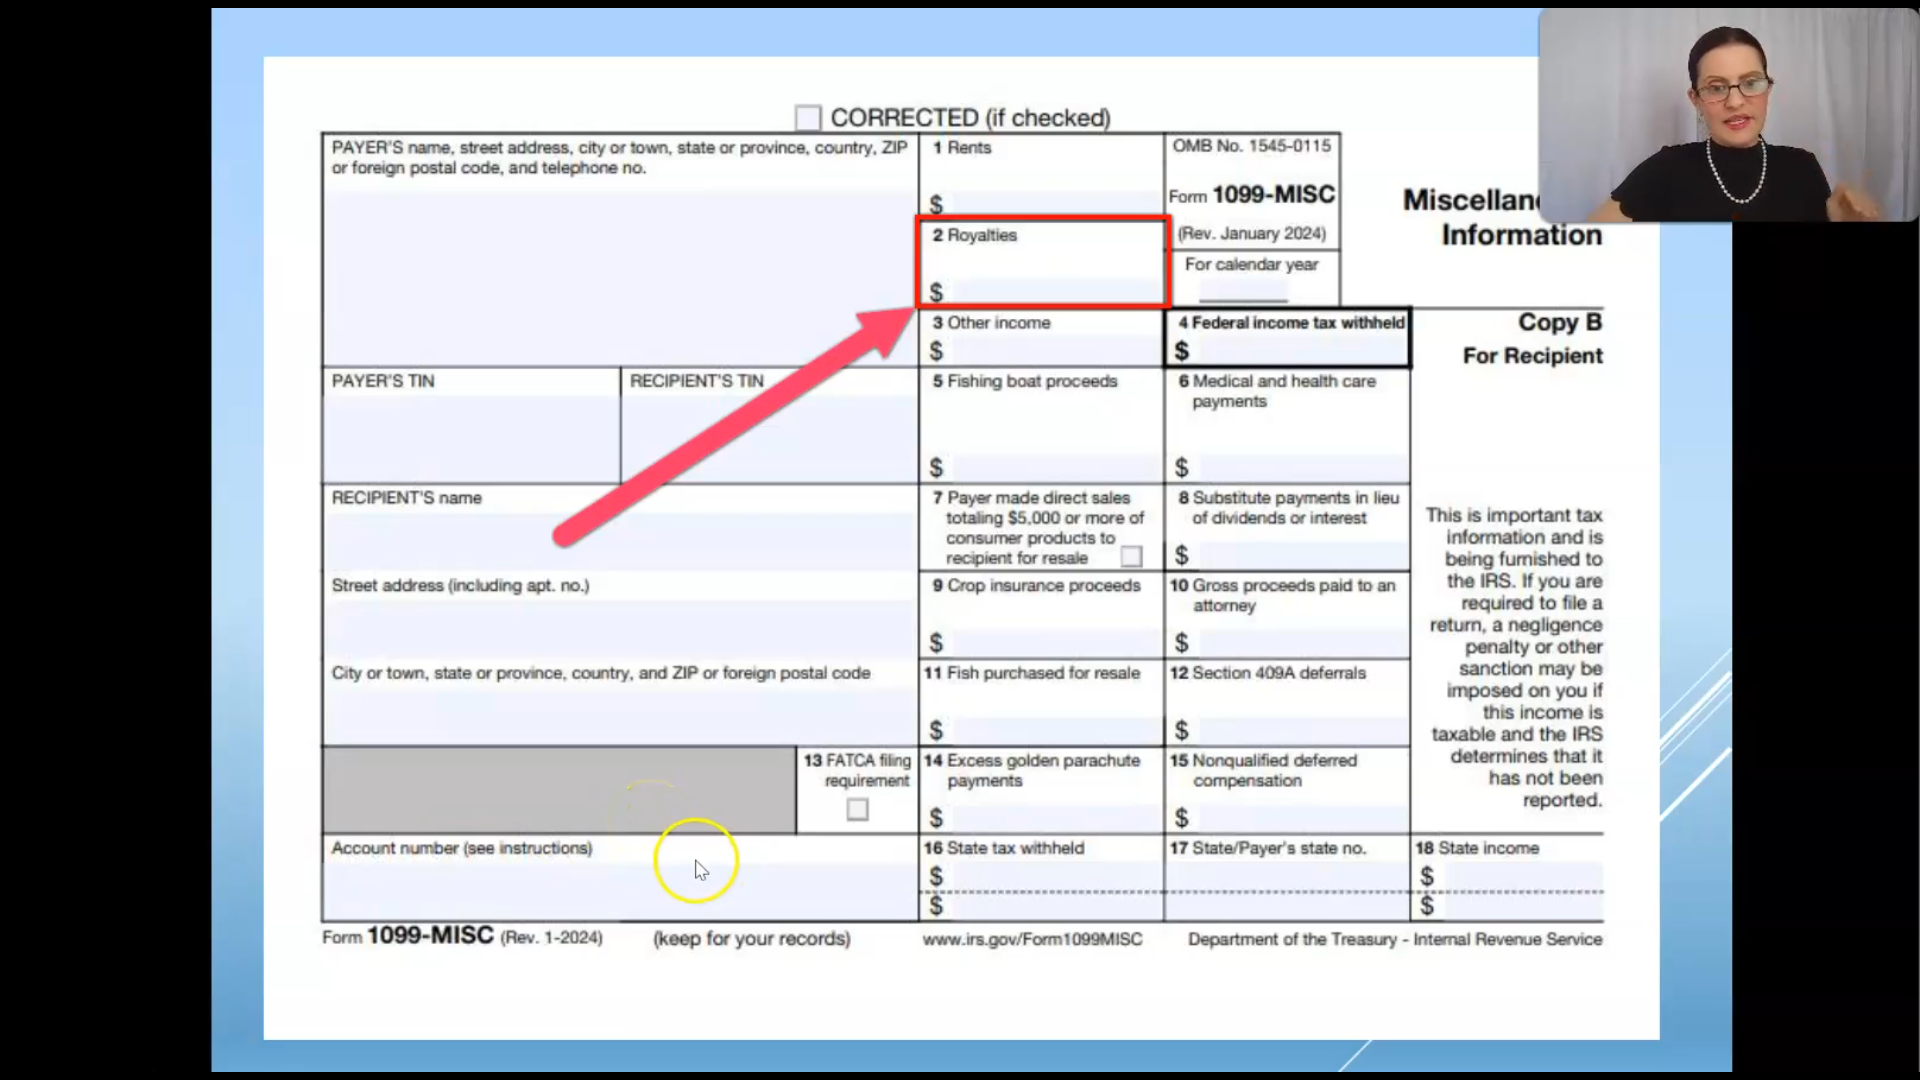 CORRECTED (if checked)
PAYER'S name, street address, city or town, state or province, country, ZIP
or foreign postal code, and telephone no.
1 Rents
$
OMB No. 1545-0115
Form 1099-MISC
(Rev. January 2024)
For calendar year
Information
2 Royalties
$
3 Other income
$
4 Federal income tax withheld
$
Copy B
For Recipient
PAYER'S TIN
RECIPIENT'S TIN
5 Fishing boat proceeds
$
6 Medical and health care
payments
$
RECIPIENT'S name
7 Payer made direct sales
totaling $5,000 or more of
consumer products to
recipient for resale
8 Substitute payments in lieu
of dividends or interest
$
This is important tax
information and is
being furnished to
the IRS. If you are
required to file a
return, a negligence
penalty or other
sanction may be
imposed on you if
this income is
taxable and the IRS
determines that it
has not been
reported.
Street address (including apt. no.)
9 Crop insurance proceeds
$
10 Gross proceeds paid to an
attorney
$
City or town, state or province, country, and ZIP or foreign postal code
11 Fish purchased for resale
$
12 Section 409A deferrals
$
13 FATCA filing
requirement
14 Excess golden parachute
payments
$
15 Nonqualified deferred
compensation
$
Account number (see instructions)
16 State tax withheld
$
$
17 State/Payer's state no.
18 State income
$
$
Form 1099-MISC (Rev. 1-2024)
(keep for your records)
www.irs.gov/Form1099MISC
Department of the Treasury - Internal Revenue Service